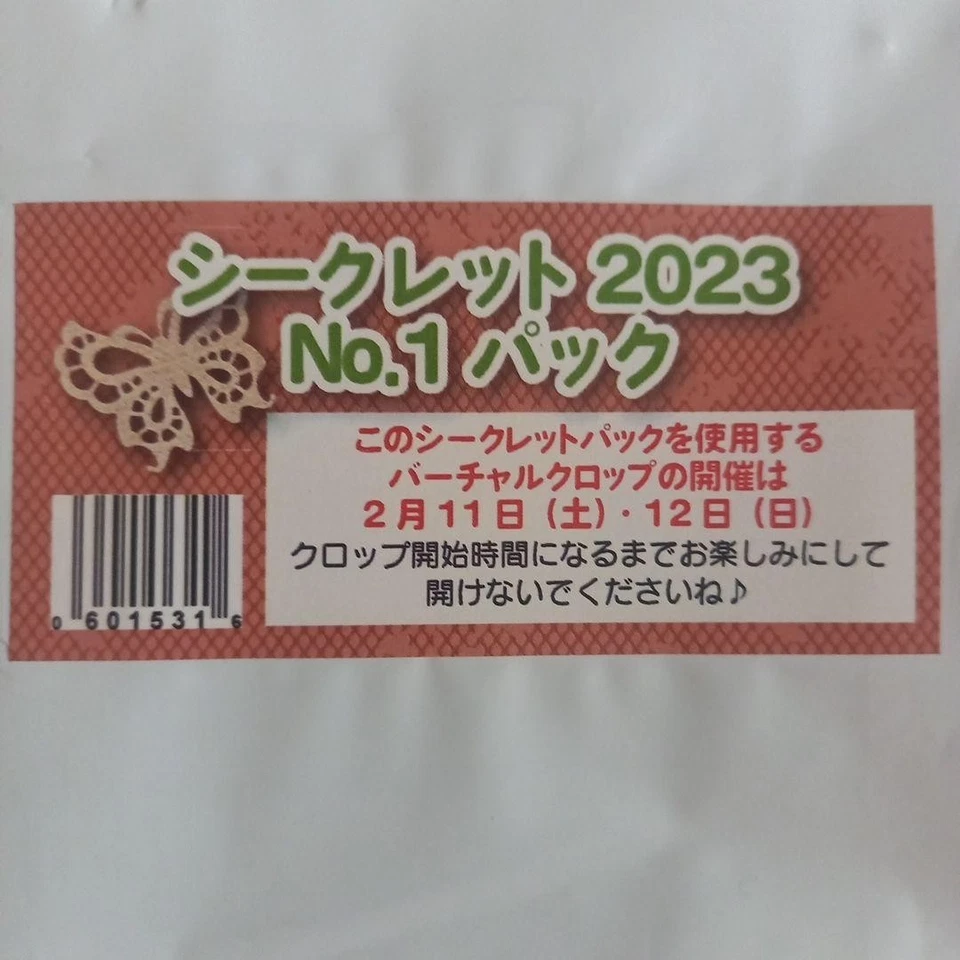 シークレット 2023
No.1 パック
このシークレットパックを使用する
バーチャルクロップの開催は
2月11日（土）・12日（日）
クロップ開始時間になるまでお楽しみにして
開けないでくださいね♪
0 601531 6